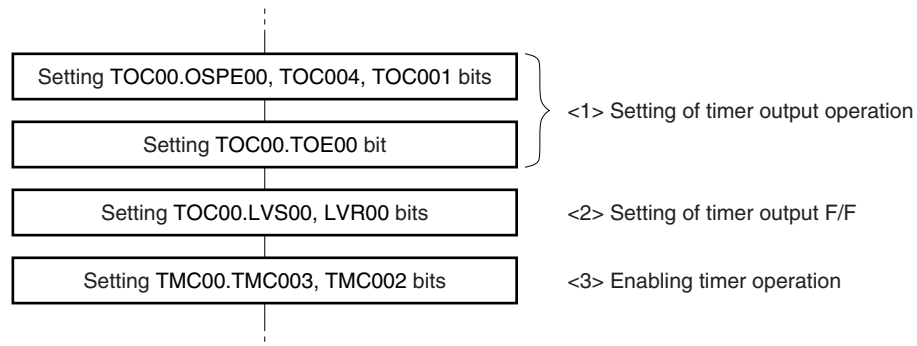 Setting TOC00.OSPE00, TOC004, TOC001 bits
<1> Setting of timer output operation
Setting TOC00.TOE00 bit
Setting TOC00.LVS00, LVR00 bits
<2> Setting of timer output F/F
Setting TMC00.TMC003, TMC002 bits
<3> Enabling timer operation